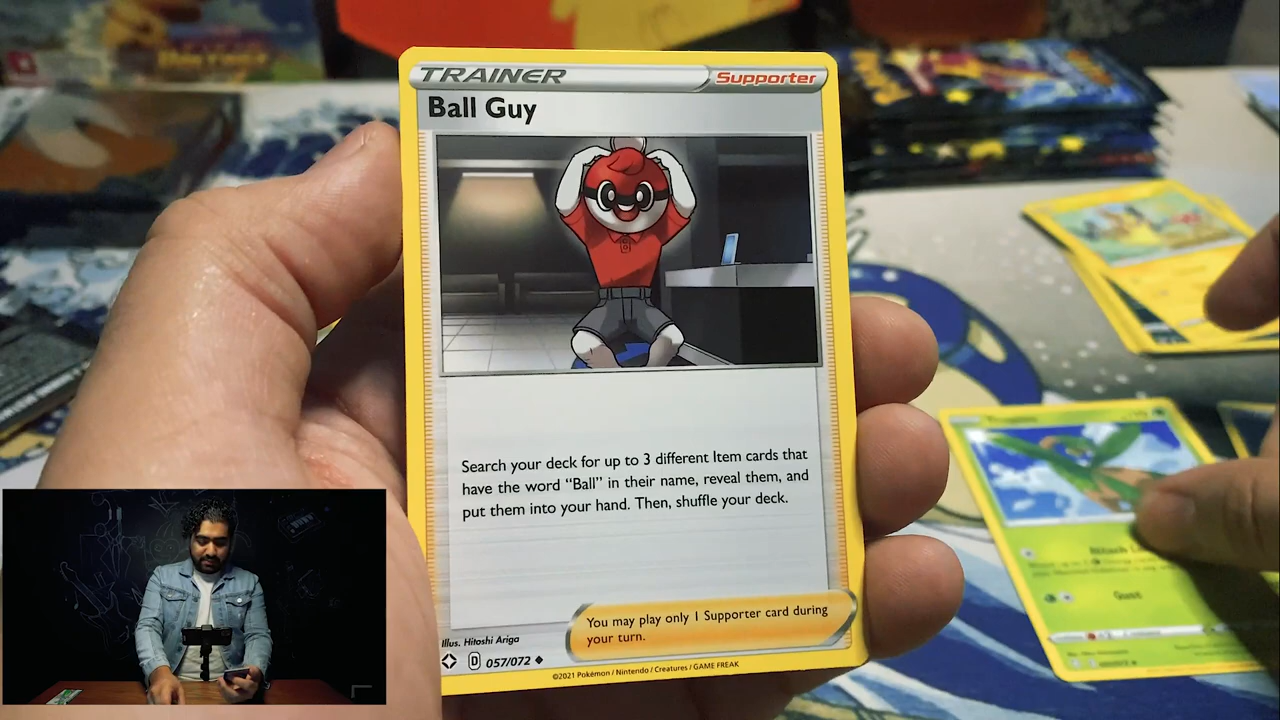 TRAINER
Supporter
Ball Guy
Search your deck for up to 3 different Item cards that
have the word “Ball” in their name, reveal them, and
put them into your hand. Then, shuffle your deck.
You may play only 1 Supporter card during
your turn.
Illus. Hitoshi Ariga
D 057/072
©2021 Pokémon / Nintendo / Creatures / GAME FREAK
Gust